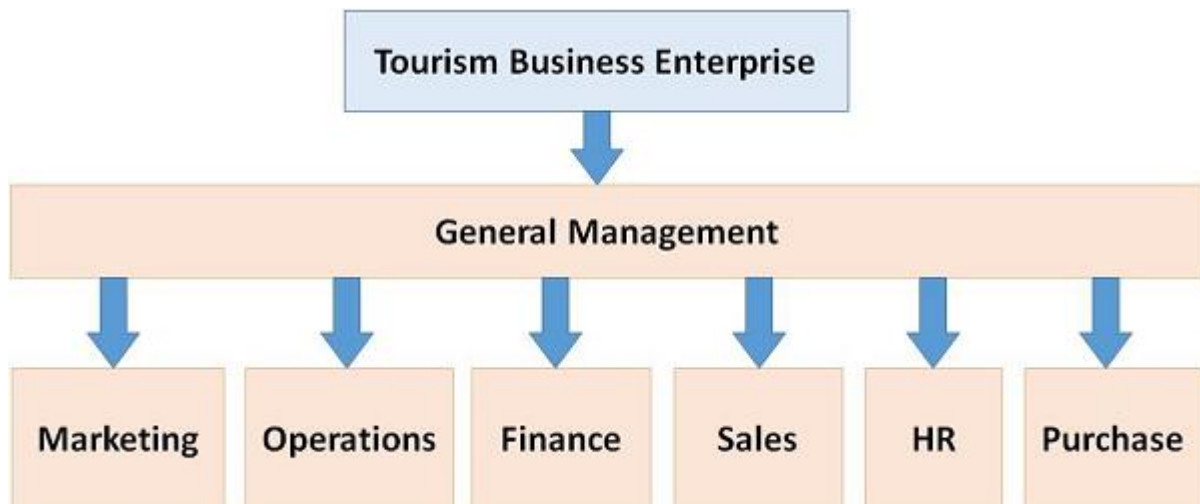 Tourism Business Enterprise
General Management
Marketing
Operations
Finance
Sales
HR
Purchase